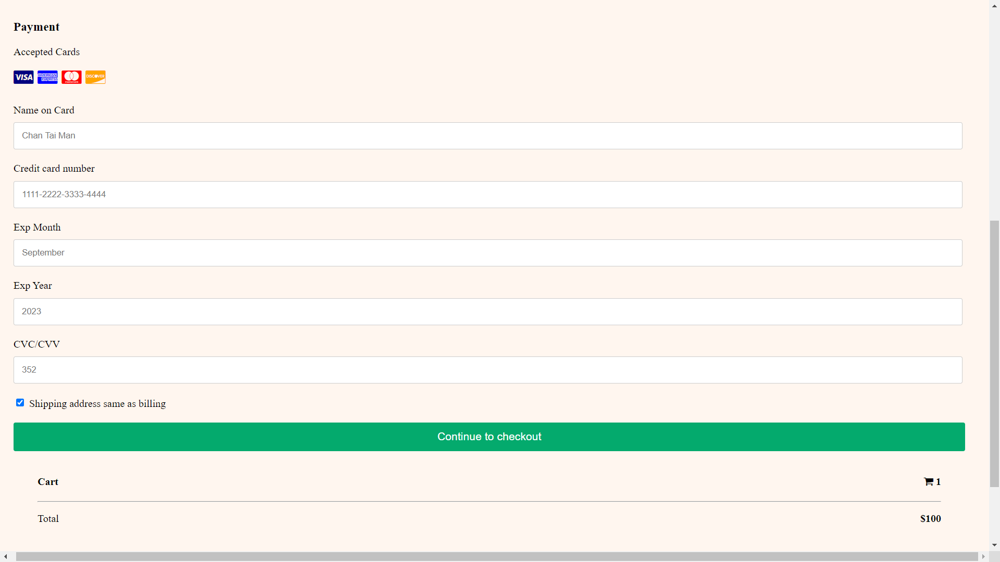 Payment
Accepted Cards
VISA AMERICAN EXPRESS mastercard DISCOVER
Name on Card
Chan Tai Man
Credit card number
1111-2222-3333-4444
Exp Month
September
Exp Year
2023
CVC/CVV
352
Shipping address same as billing
Continue to checkout
Cart 1
Total $100